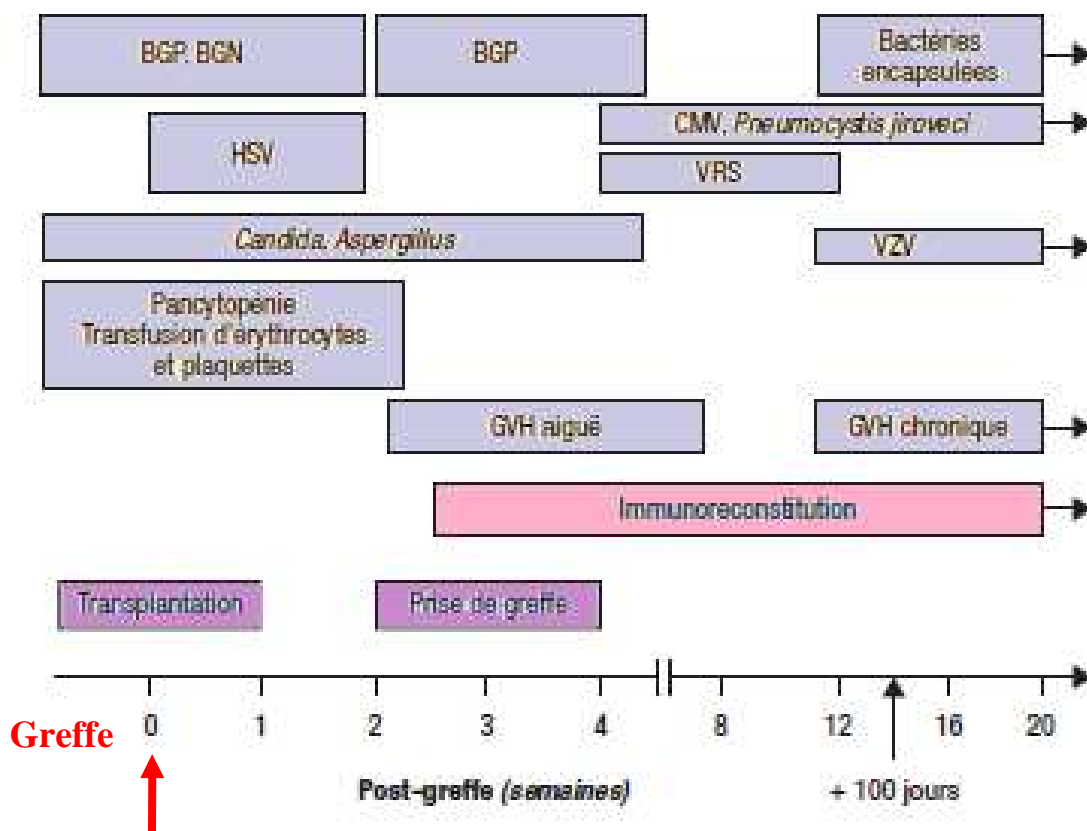 BGP. BGN
BGP
Bactéries
encapsulées
CMV, Pneumocystis jiroveci
HSV
VRS
Candida. Aspergillus
VZV
Pancytopénie
Transfusion d'érythrocytes
et plaquettes
GVH aiguë
GVH chronique
Immunoreconstitution
Transplantation
Prise de greffe
Greffe
0 1 2 3 4 8 12 16 20
Post-greffe (semaines)
+ 100 jours